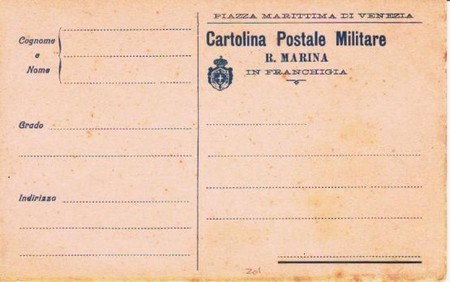 Cognome
e
Nome
Grado
Indirizzo
PIAZZA MARITTIMA DI VENEZIA
Cartolina Postale Militare
R. MARINA
IN FRANCHIGIA
201